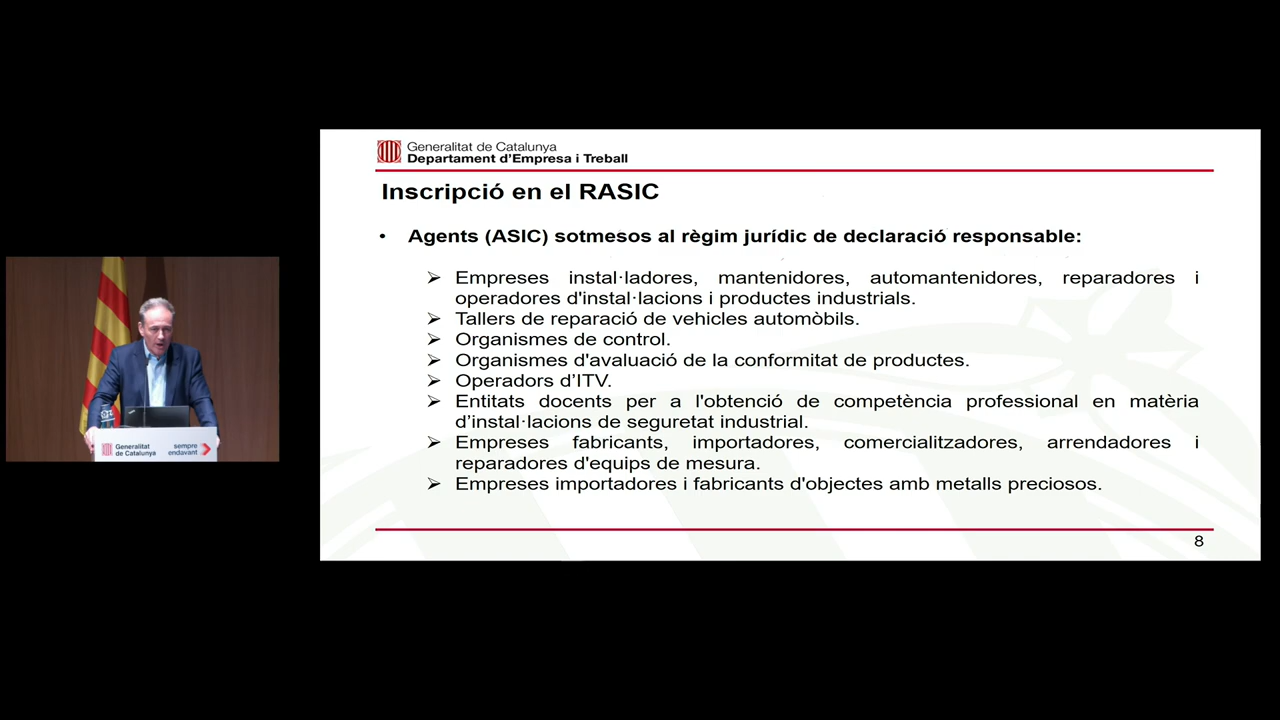 Generalitat de Catalunya
Departament d'Empresa i Treball
Inscripció en el RASIC
• Agents (ASIC) sotmesos al règim jurídic de declaració responsable:
➢ Empreses instal·ladores, mantenidores, automantenidores, reparadores i
operadores d'instal·lacions i productes industrials.
➢ Tallers de reparació de vehicles automòbils.
➢ Organismes de control.
➢ Organismes d'avaluació de la conformitat de productes.
➢ Operadors d’ITV.
➢ Entitats docents per a l'obtenció de competència professional en matèria
d’instal·lacions de seguretat industrial.
➢ Empreses fabricants, importadores, comercialitzadores, arrendadores i
reparadores d'equips de mesura.
➢ Empreses importadores i fabricants d'objectes amb metalls preciosos.
8
Generalitat
de Catalunya
sempre
endavant